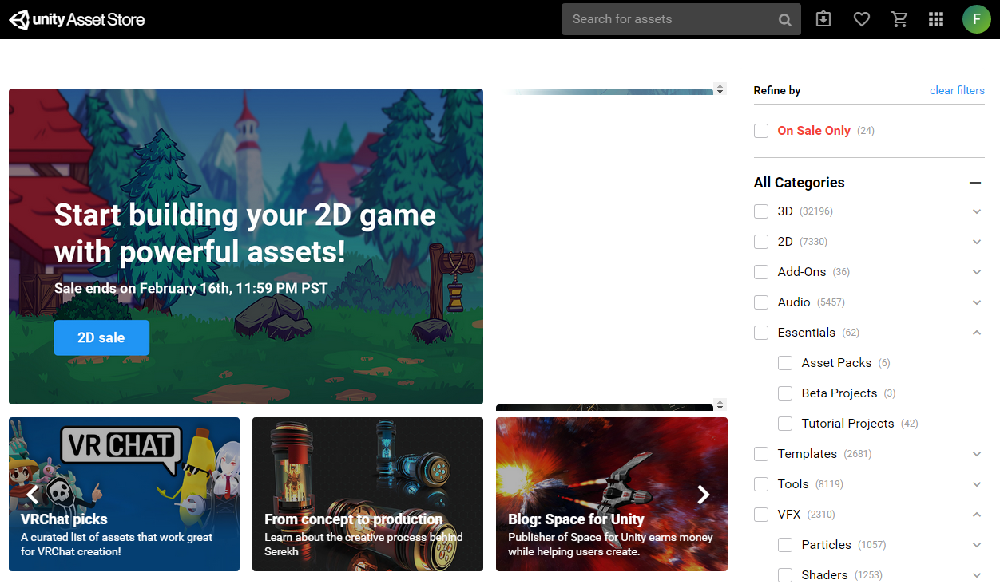 unity Asset Store
Search for assets
F
Start building your 2D game
with powerful assets!
Sale ends on February 16th, 11:59 PM PST
2D sale
VRCHAT
VRChat picks
A curated list of assets that work great
for VRChat creation!
From concept to production
Learn about the creative process behind
Serekh
Blog: Space for Unity
Publisher of Space for Unity earns money
while helping users create.
Refine by
clear filters
On Sale Only (24)
All Categories
3D (32196)
2D (7330)
Add-Ons (36)
Audio (5457)
Essentials (62)
Asset Packs (6)
Beta Projects (3)
Tutorial Projects (42)
Templates (2681)
Tools (8119)
VFX (2310)
Particles (1057)
Shaders (1253)